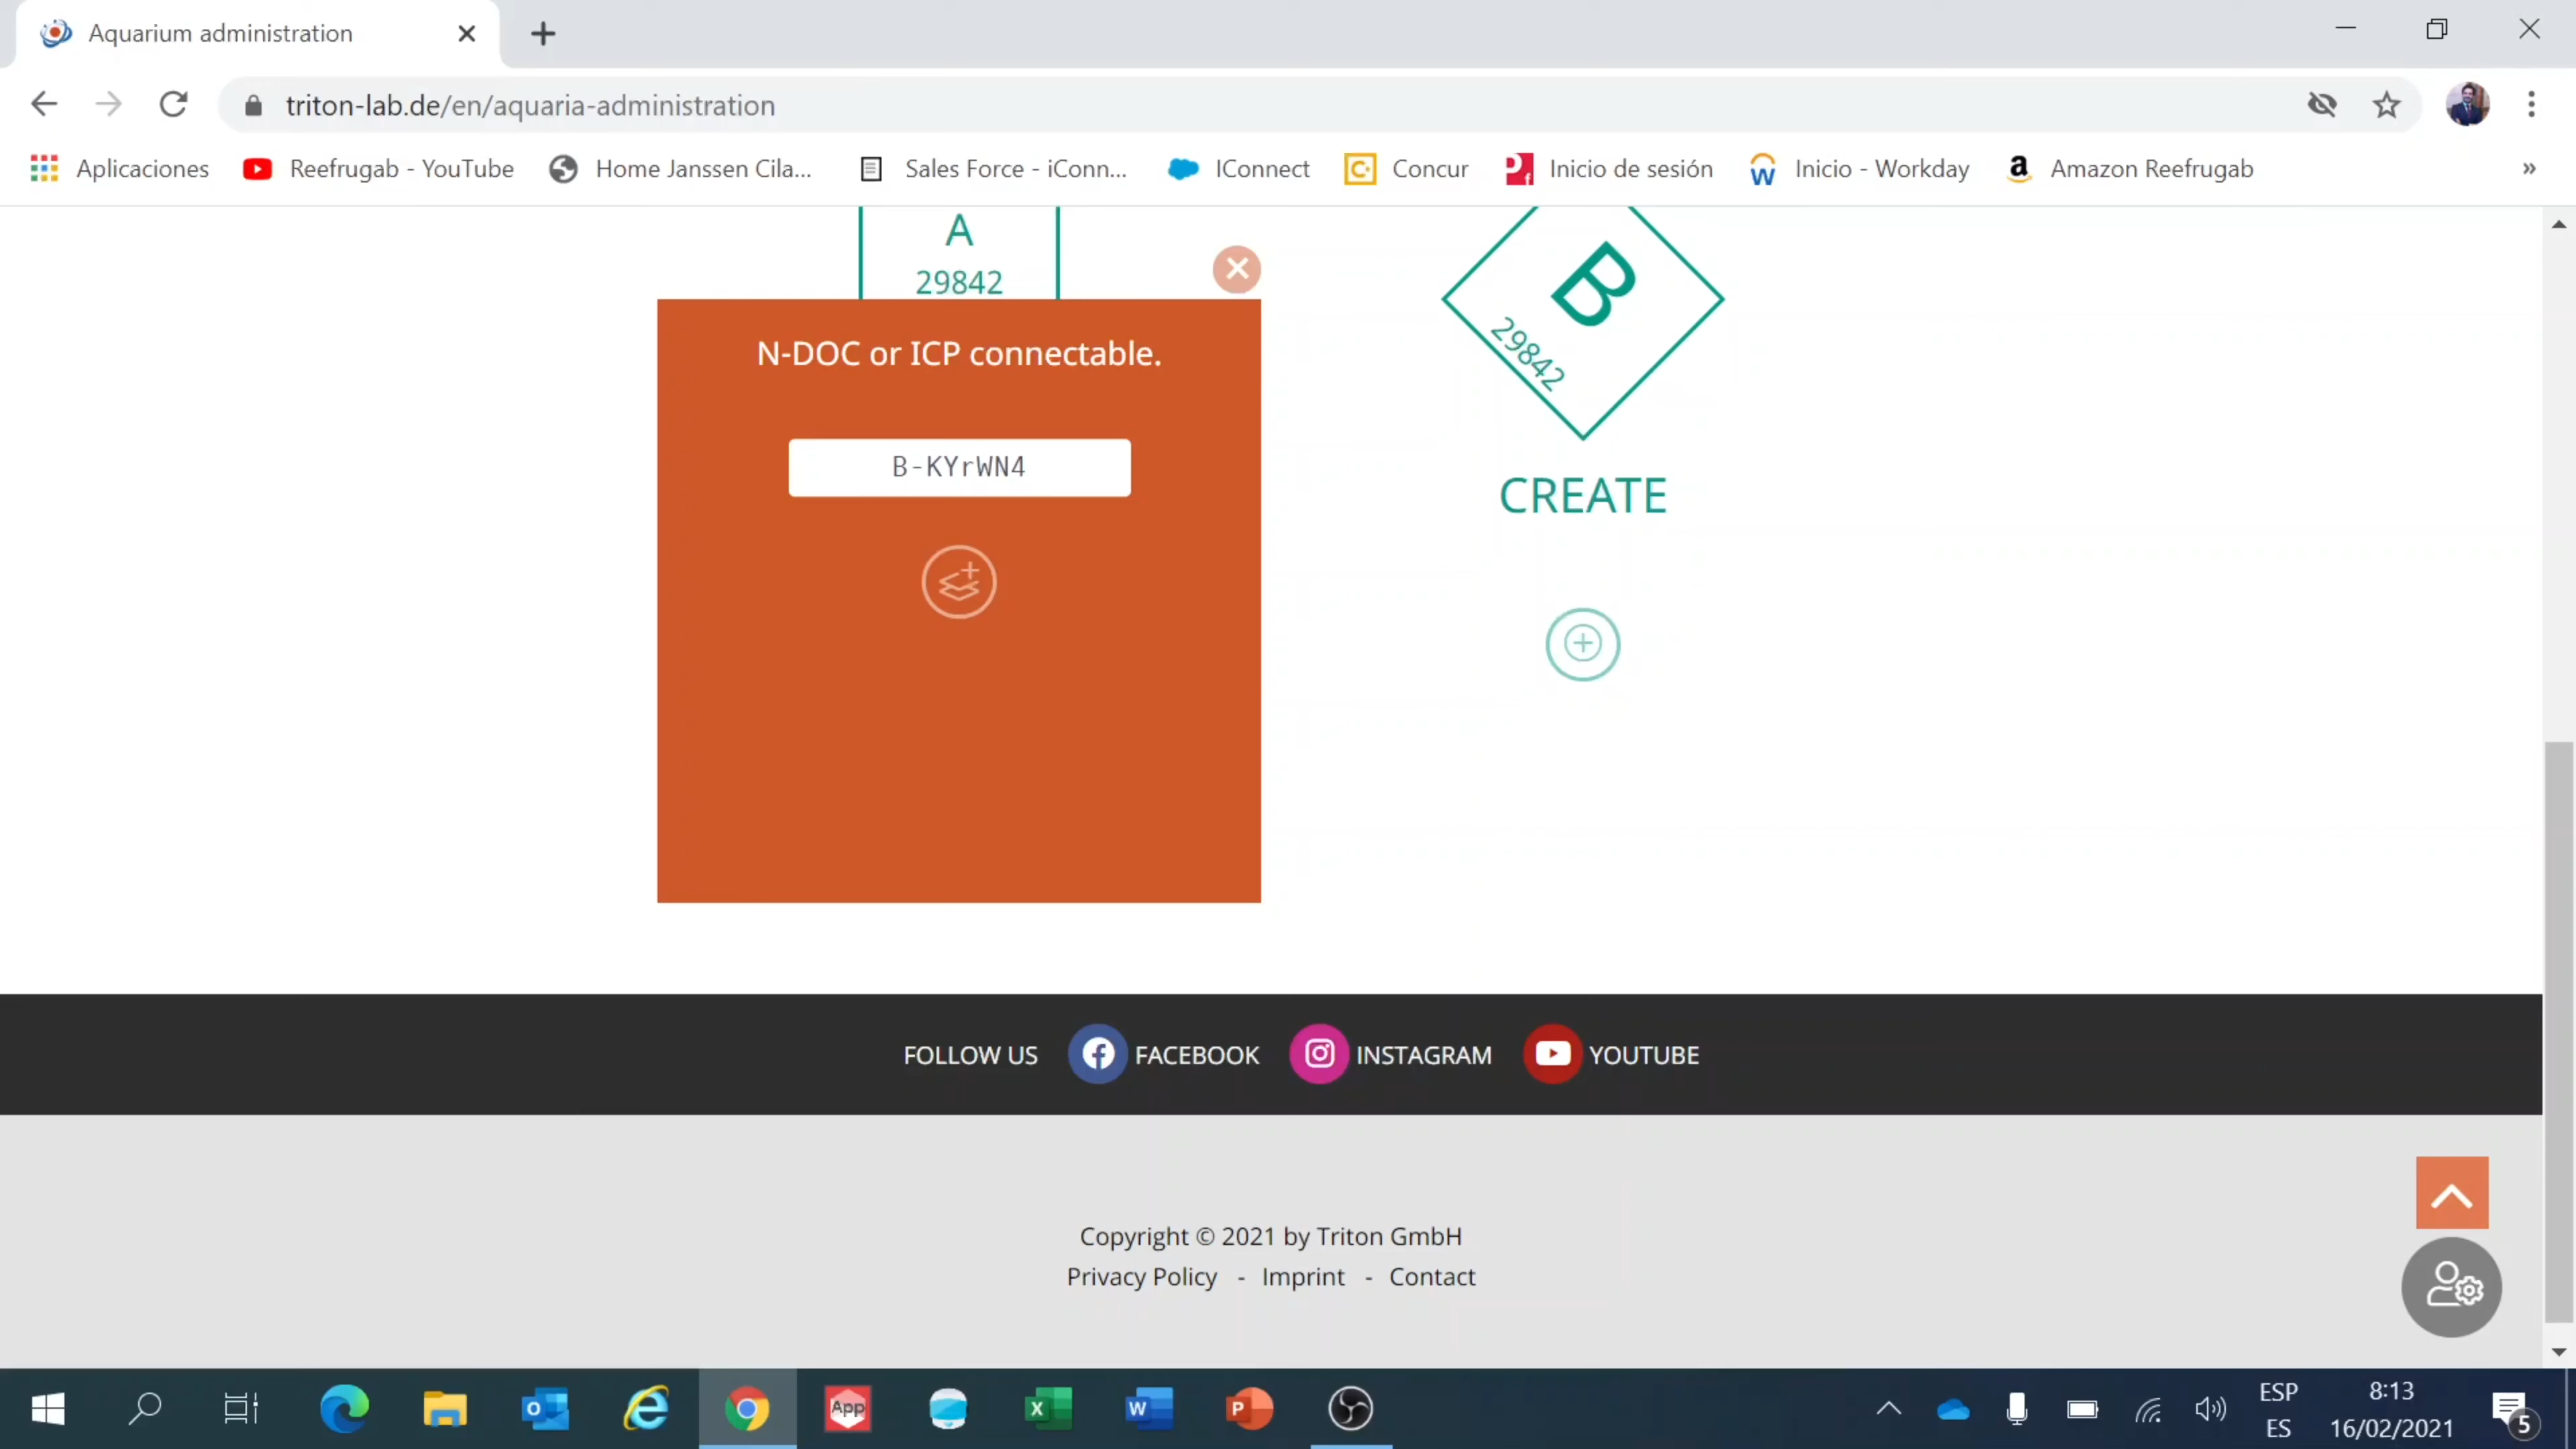 Aquarium administration
triton-lab.de/en/aquaria-administration
Aplicaciones
Reefrugab - YouTube
Home Janssen Cila...
Sales Force - iConn...
IConnect
Concur
Inicio de sesión
Inicio - Workday
Amazon Reefrugab
»
A
29842
B
29842
N-DOC or ICP connectable.
B-KYrWN4
CREATE
FOLLOW US
FACEBOOK
INSTAGRAM
YOUTUBE
Copyright © 2021 by Triton GmbH
Privacy Policy - Imprint - Contact
App
ESP
ES
8:13
16/02/2021
5